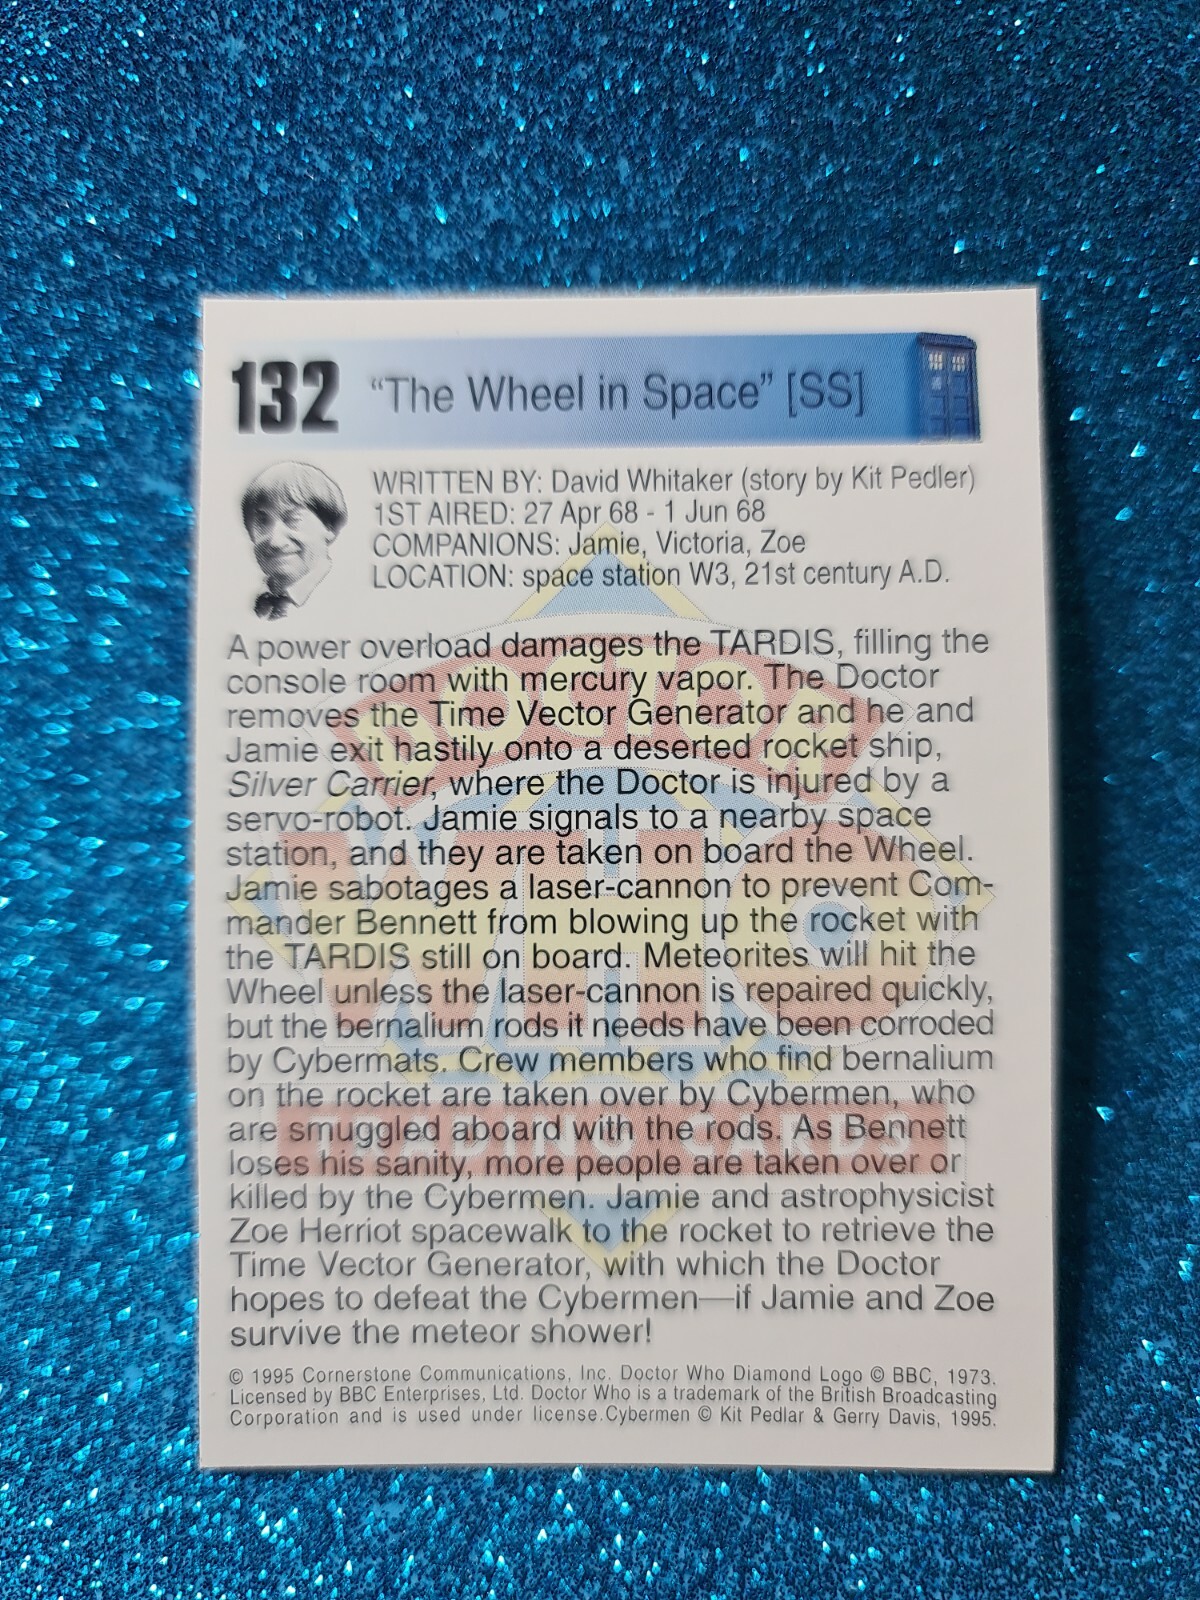 132 "The Wheel in Space" [SS]
WRITTEN BY: David Whitaker (story by Kit Pedler)
1ST AIRED: 27 Apr 68 - 1 Jun 68
COMPANIONS: Jamie, Victoria, Zoe
LOCATION: space station W3, 21st century A.D.
A power overload damages the TARDIS, filling the
console room with mercury vapor. The Doctor
removes the Time Vector Generator and he and
Jamie exit hastily onto a deserted rocket ship,
Silver Carrier, where the Doctor is injured by a
servo-robot. Jamie signals to a nearby space
station, and they are taken on board the Wheel.
Jamie sabotages a laser-cannon to prevent Com-
mander Bennett from blowing up the rocket with
the TARDIS still on board. Meteorites will hit the
Wheel unless the laser-cannon is repaired quickly,
but the bernalium rods it needs have been corroded
by Cybermats. Crew members who find bernalium
on the rocket are taken over by Cybermen, who
are smuggled aboard with the rods. As Bennett
loses his sanity, more people are taken over or
killed by the Cybermen. Jamie and astrophysicist
Zoe Herriot spacewalk to the rocket to retrieve the
Time Vector Generator, with which the Doctor
hopes to defeat the Cybermen—if Jamie and Zoe
survive the meteor shower!
© 1995 Cornerstone Communications, Inc. Doctor Who Diamond Logo © BBC, 1973.
Licensed by BBC Enterprises, Ltd. Doctor Who is a trademark of the British Broadcasting
Corporation and is used under license.Cybermen © Kit Pedlar & Gerry Davis, 1995.
DOCTOR
WHO
TRADING CARDS